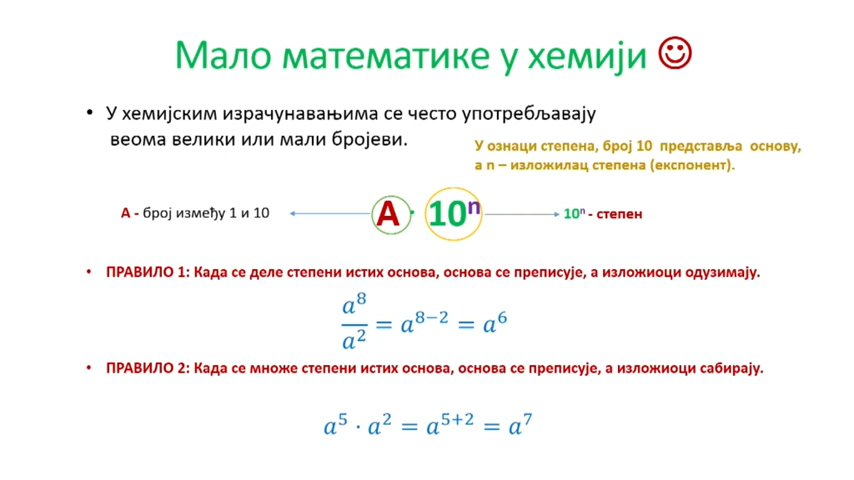 Мало математике у хемији ☺
• У хемијским израчунавањима се често употребљавају
веома велики или мали бројеви.
У ознаци степена, број 10 представља основу,
а n – изложилац степена (експонент).
А - број између 1 и 10
А · 10ⁿ
10ⁿ - степен
• ПРАВИЛО 1: Када се деле степени истих основа, основа се преписује, а изложиоци одузимају.
a⁸/a² = a⁸⁻² = a⁶
• ПРАВИЛО 2: Када се множе степени истих основа, основа се преписује, а изложиоци сабирају.
a⁵ · a² = a⁵⁺² = a⁷